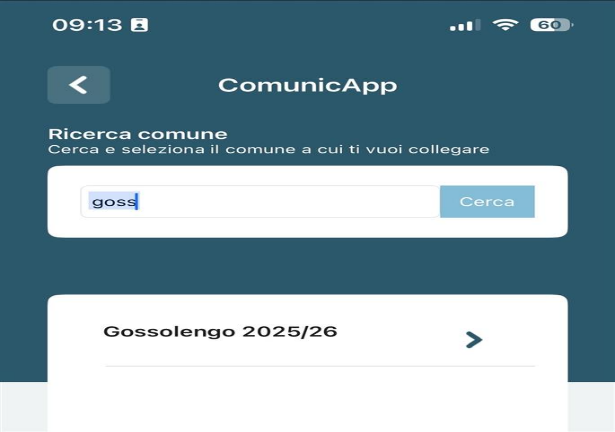 09:13
60
ComunicApp
Ricerca comune
Cerca e seleziona il comune a cui ti vuoi collegare
goss
Cerca
Gossolengo 2025/26